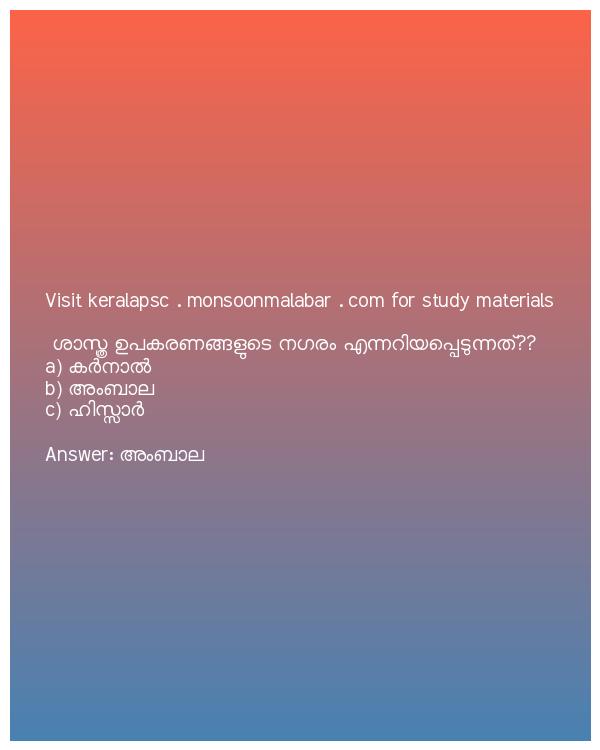 Visit keralapsc . monsoonmalabar . com for study materials
ശാസ്ത്ര ഉപകരണങ്ങളുടെ നഗരം എന്നറിയപ്പെടുന്നത്??
a) കർനാൽ
b) അംബാല
c) ഹിസ്സാർ
Answer: അംബാല